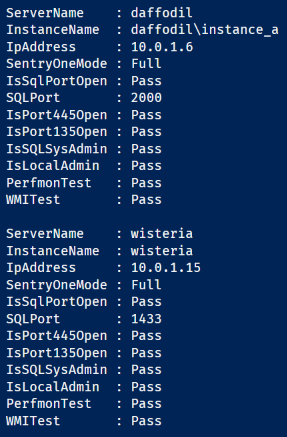 ServerName    : daffodil
InstanceName  : daffodil\instance_a
IpAddress     : 10.0.1.6
SentryOneMode : Full
IsSqlPortOpen : Pass
SQLPort       : 2000
IsPort445Open : Pass
IsPort135Open : Pass
IsSQLSysAdmin : Pass
IsLocalAdmin  : Pass
PerfmonTest   : Pass
WMITest       : Pass

ServerName    : wisteria
InstanceName  : wisteria
IpAddress     : 10.0.1.15
SentryOneMode : Full
IsSqlPortOpen : Pass
SQLPort       : 1433
IsPort445Open : Pass
IsPort135Open : Pass
IsSQLSysAdmin : Pass
IsLocalAdmin  : Pass
PerfmonTest   : Pass
WMITest       : Pass